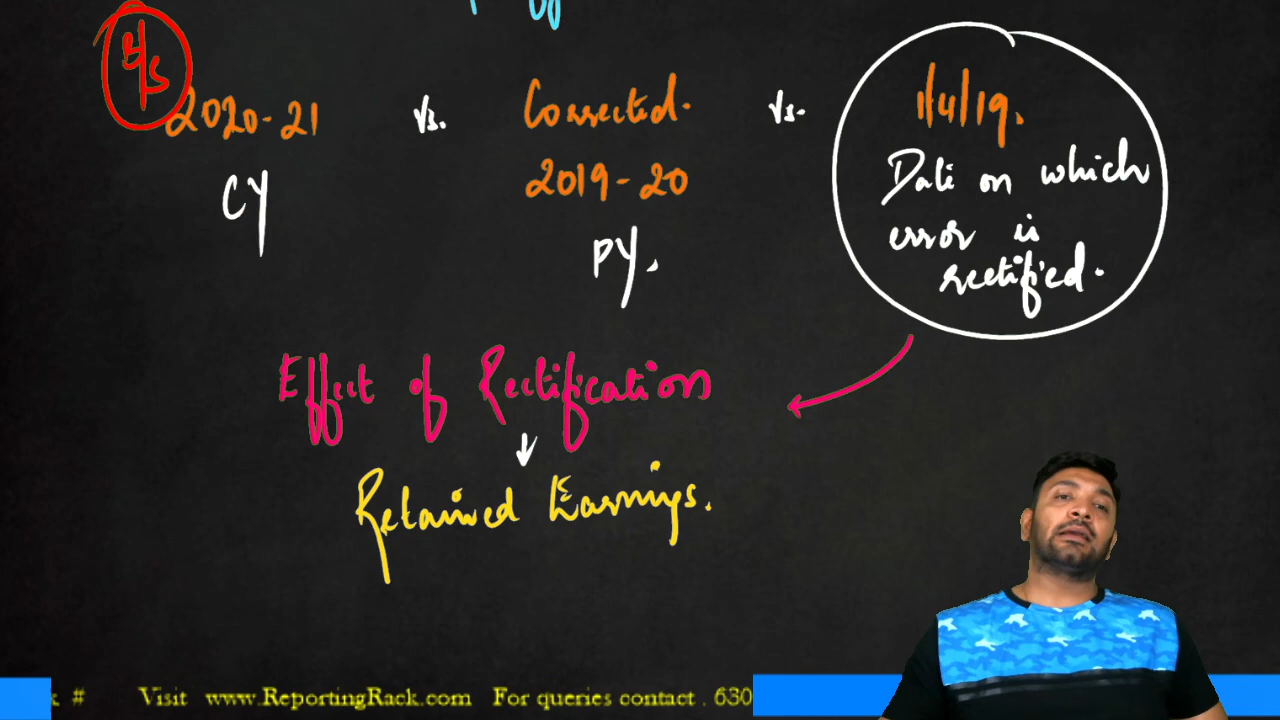 B/S
2020-21 Vs. Corrected. Vs. 1/4/19.
CY 2019-20 Date on which
PY. error is
rectified.
Effect of Rectification
Retained Earnings.
# Visit www.ReportingRack.com For queries contact . 630